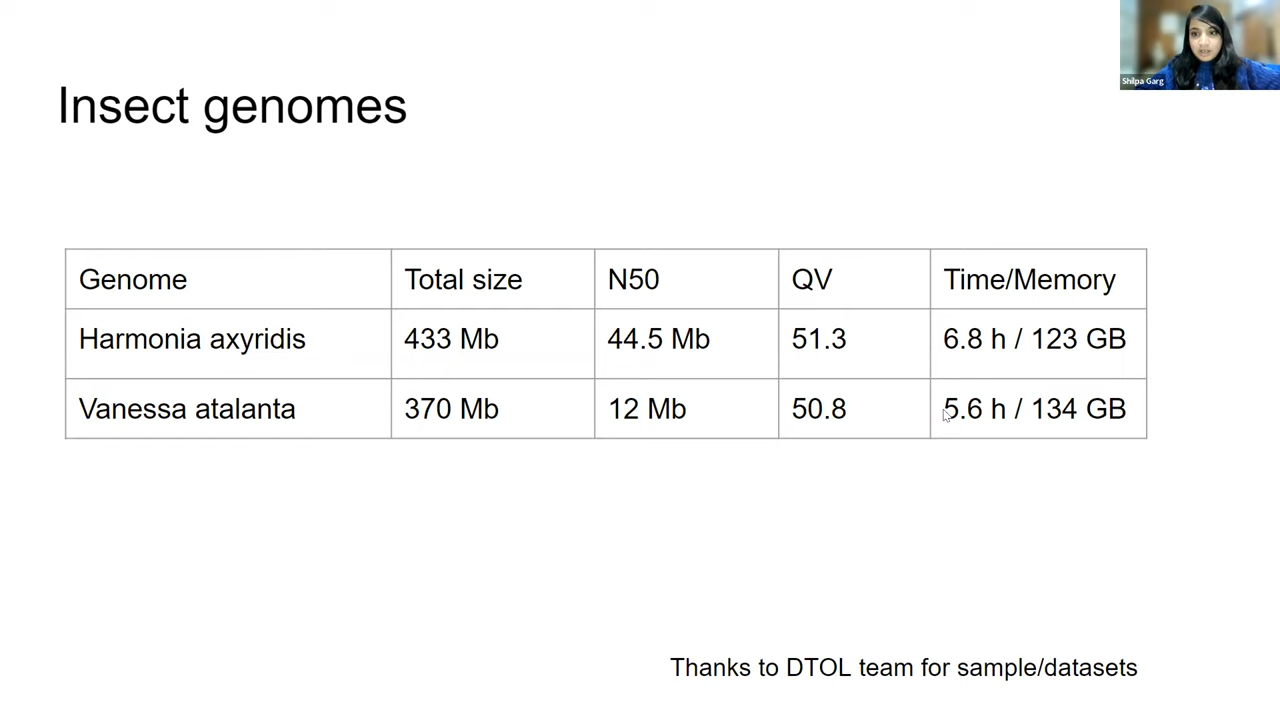 Shilpa Garg
Insect genomes
Genome Total size N50 QV Time/Memory
Harmonia axyridis 433 Mb 44.5 Mb 51.3 6.8 h / 123 GB
Vanessa atalanta 370 Mb 12 Mb 50.8 5.6 h / 134 GB
Thanks to DTOL team for sample/datasets